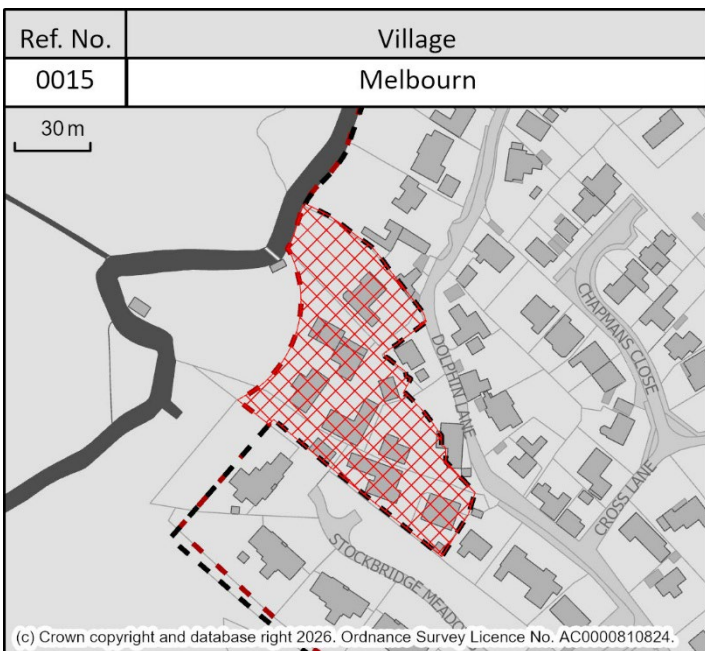 Ref. No. Village
0015 Melbourn
30 m
DOLPHIN LANE
CHAPMANS CLOSE
CROSS LANE
STOCKBRIDGE MEADO
(c) Crown copyright and database right 2026. Ordnance Survey Licence No. AC0000810824.